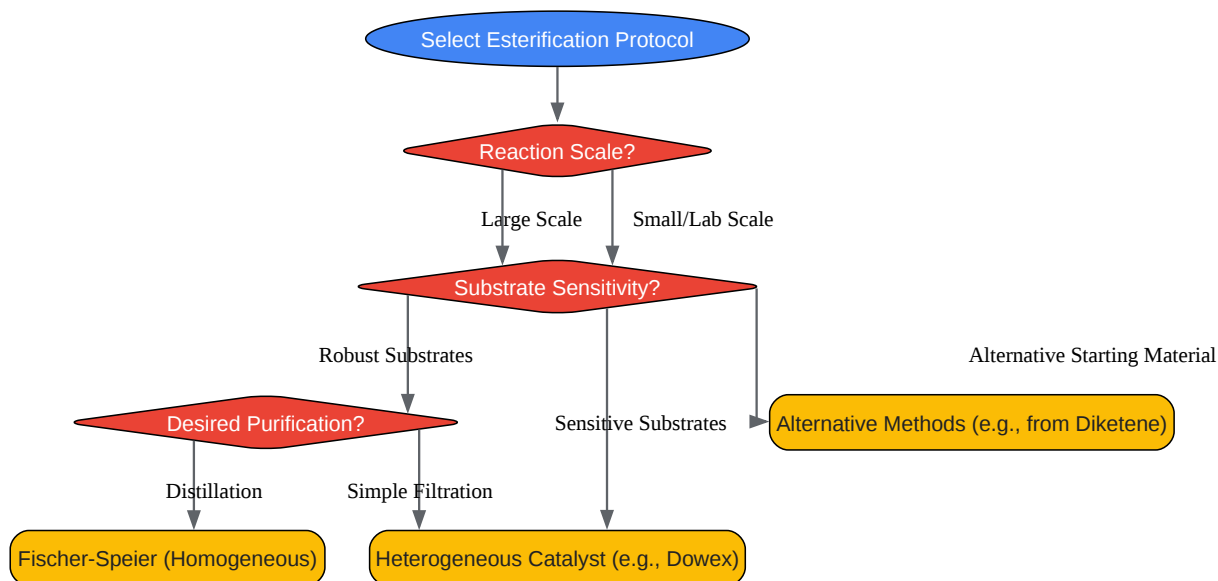 Select Esterification Protocol
Reaction Scale?
Large Scale
Small/Lab Scale
Substrate Sensitivity?
Robust Substrates
Alternative Starting Material
Desired Purification?
Sensitive Substrates
Alternative Methods (e.g., from Diketene)
Distillation
Simple Filtration
Fischer-Speier (Homogeneous)
Heterogeneous Catalyst (e.g., Dowex)